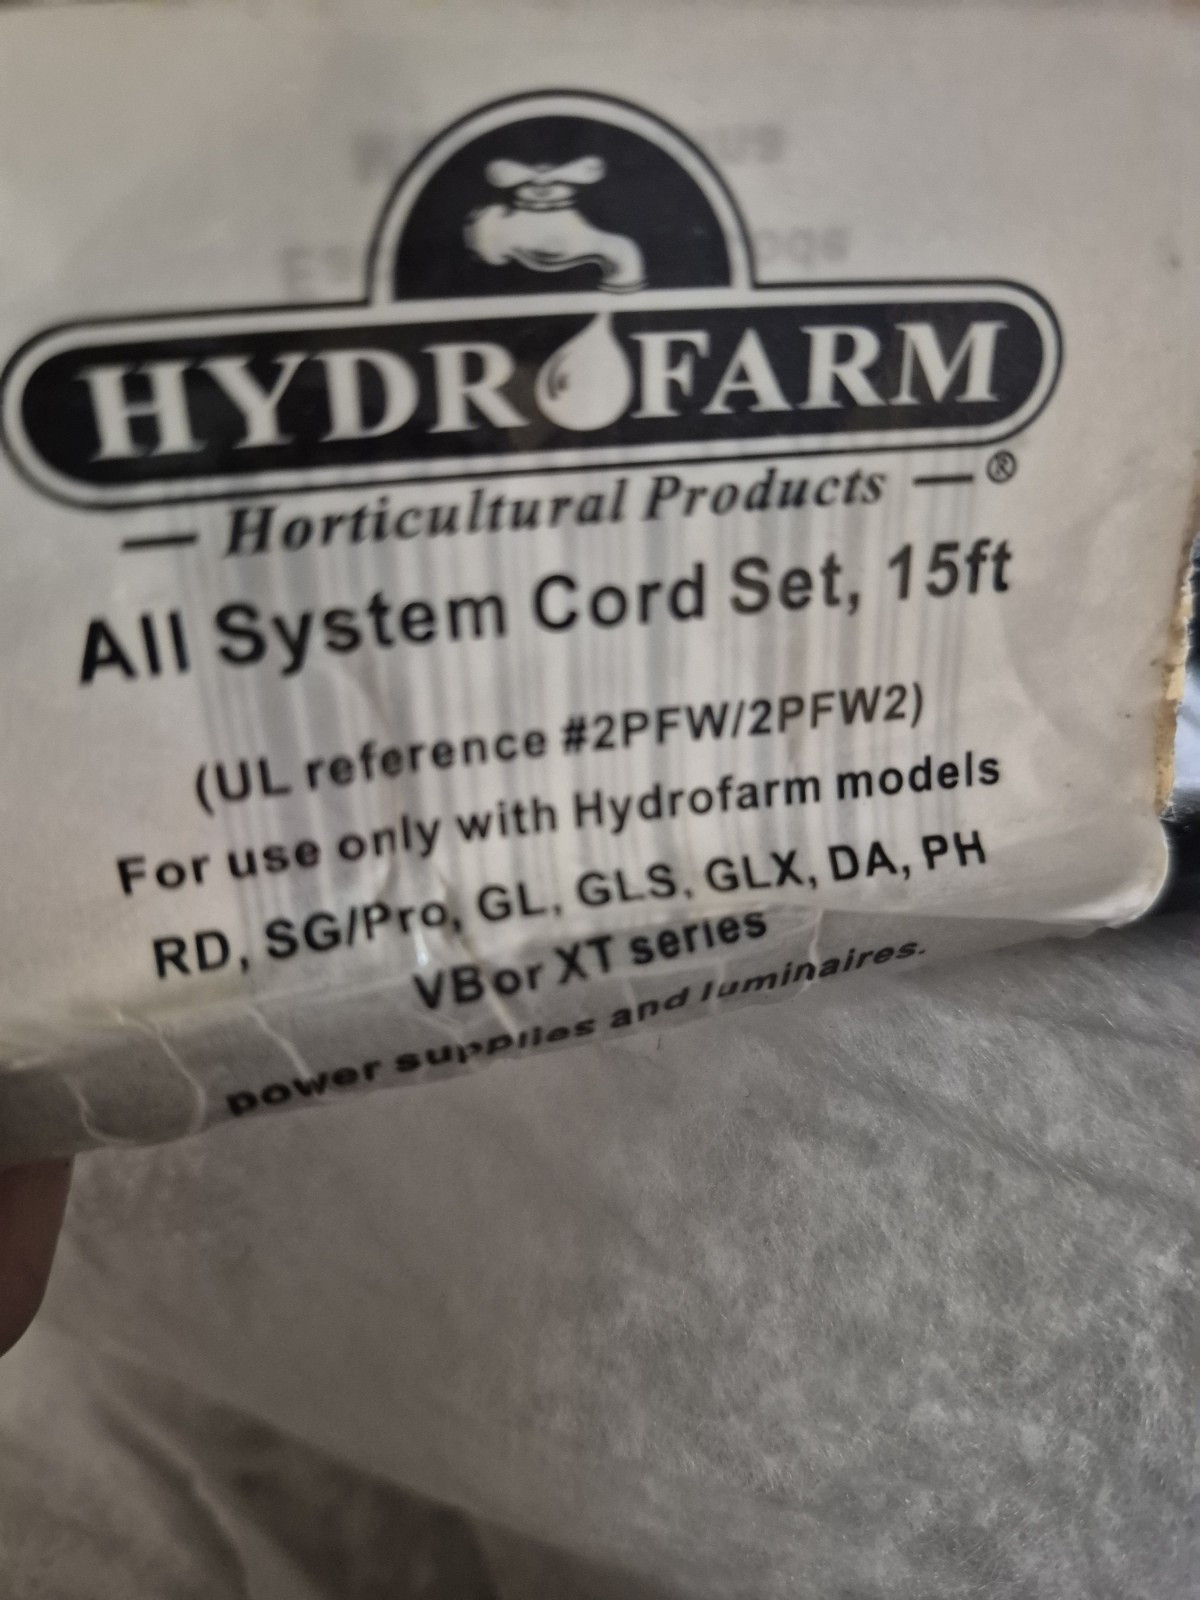 HYDROFARM
Horticultural Products ®
All System Cord Set, 15ft
(UL reference #2PFW/2PFW2)
For use only with Hydrofarm models
RD, SG/Pro, GL, GLS, GLX, DA, PH
VB or XT series
power supplies and luminaires.